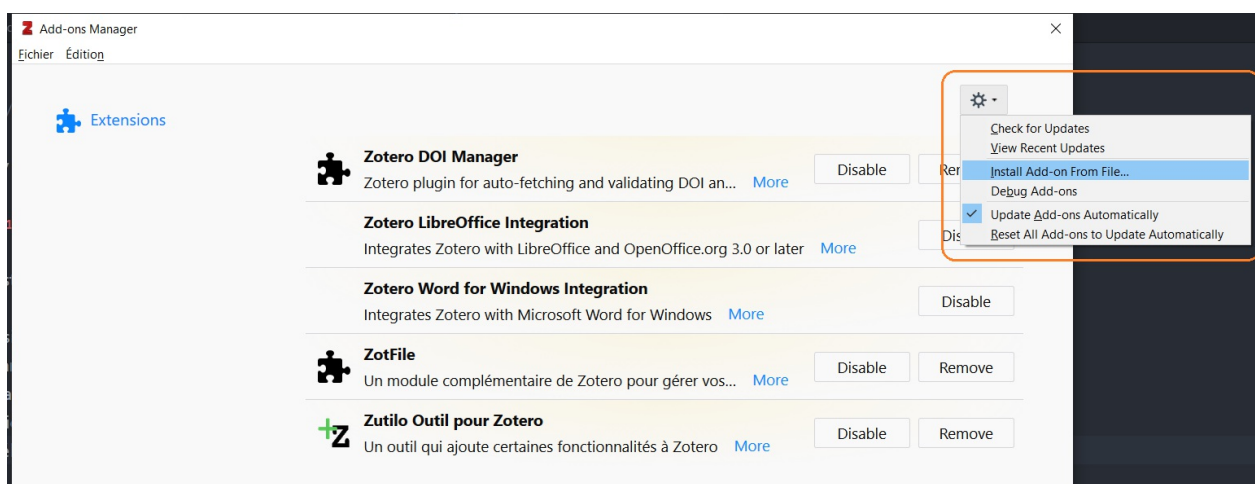 Add-ons Manager
Fichier Édition
Extensions
Check for Updates
View Recent Updates
Install Add-on From File...
Debug Add-ons
Update Add-ons Automatically
Reset All Add-ons to Update Automatically
Zotero DOI Manager
Zotero plugin for auto-fetching and validating DOI an... More
Disable
Zotero LibreOffice Integration
Integrates Zotero with LibreOffice and OpenOffice.org 3.0 or later More
Zotero Word for Windows Integration
Integrates Zotero with Microsoft Word for Windows More
Disable
ZotFile
Un module complémentaire de Zotero pour gérer vos... More
Disable Remove
Zutilo Outil pour Zotero
Un outil qui ajoute certaines fonctionnalités à Zotero More
Disable Remove